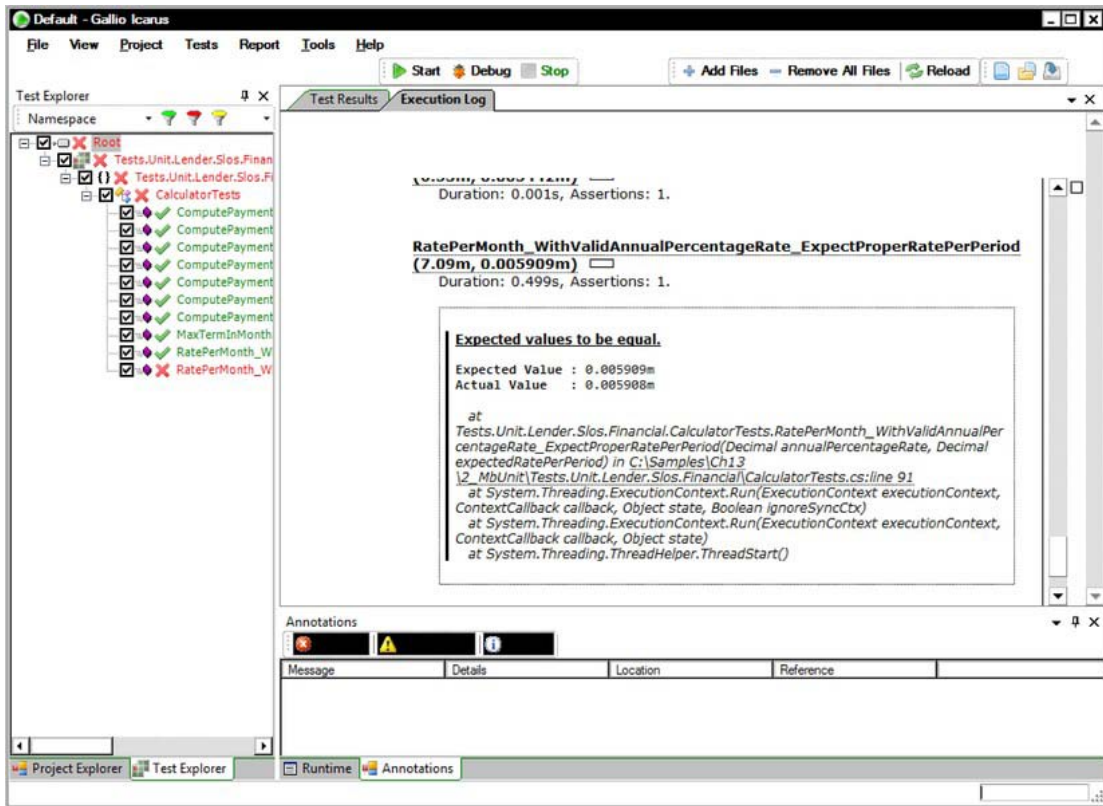 Default - Gallio Icarus
File View Project Tests Report Tools Help
Start Debug Stop Add Files Remove All Files Reload
Test Explorer
Namespace
Root
Tests.Unit.Lender.Slos.Finan
Tests.Unit.Lender.Slos.Fi
CalculatorTests
ComputePayment
ComputePayment
ComputePayment
ComputePayment
ComputePayment
ComputePayment
ComputePayment
MaxTermInMonth
RatePerMonth_W
RatePerMonth_W
Project Explorer Test Explorer
Test Results Execution Log
Duration: 0.001s, Assertions: 1.
RatePerMonth_WithValidAnnualPercentageRate_ExpectProperRatePerPeriod
(7.09m, 0.005909m)
Duration: 0.499s, Assertions: 1.
Expected values to be equal.
Expected Value : 0.005909m
Actual Value : 0.005908m
at
Tests.Unit.Lender.Slos.Financial.CalculatorTests.RatePerMonth_WithValidAnnualPer
centageRate_ExpectProperRatePerPeriod(Decimal annualPercentageRate, Decimal
expectedRatePerPeriod) in C:\Samples\Ch13
\2_MbUnit\Tests.Unit.Lender.Slos.Financial\CalculatorTests.cs:line 91
at System.Threading.ExecutionContext.Run(ExecutionContext executionContext,
ContextCallback callback, Object state, Boolean ignoreSyncCtx)
at System.Threading.ExecutionContext.Run(ExecutionContext executionContext,
ContextCallback callback, Object state)
at System.Threading.ThreadHelper.ThreadStart()
Annotations
Message Details Location Reference
Runtime Annotations